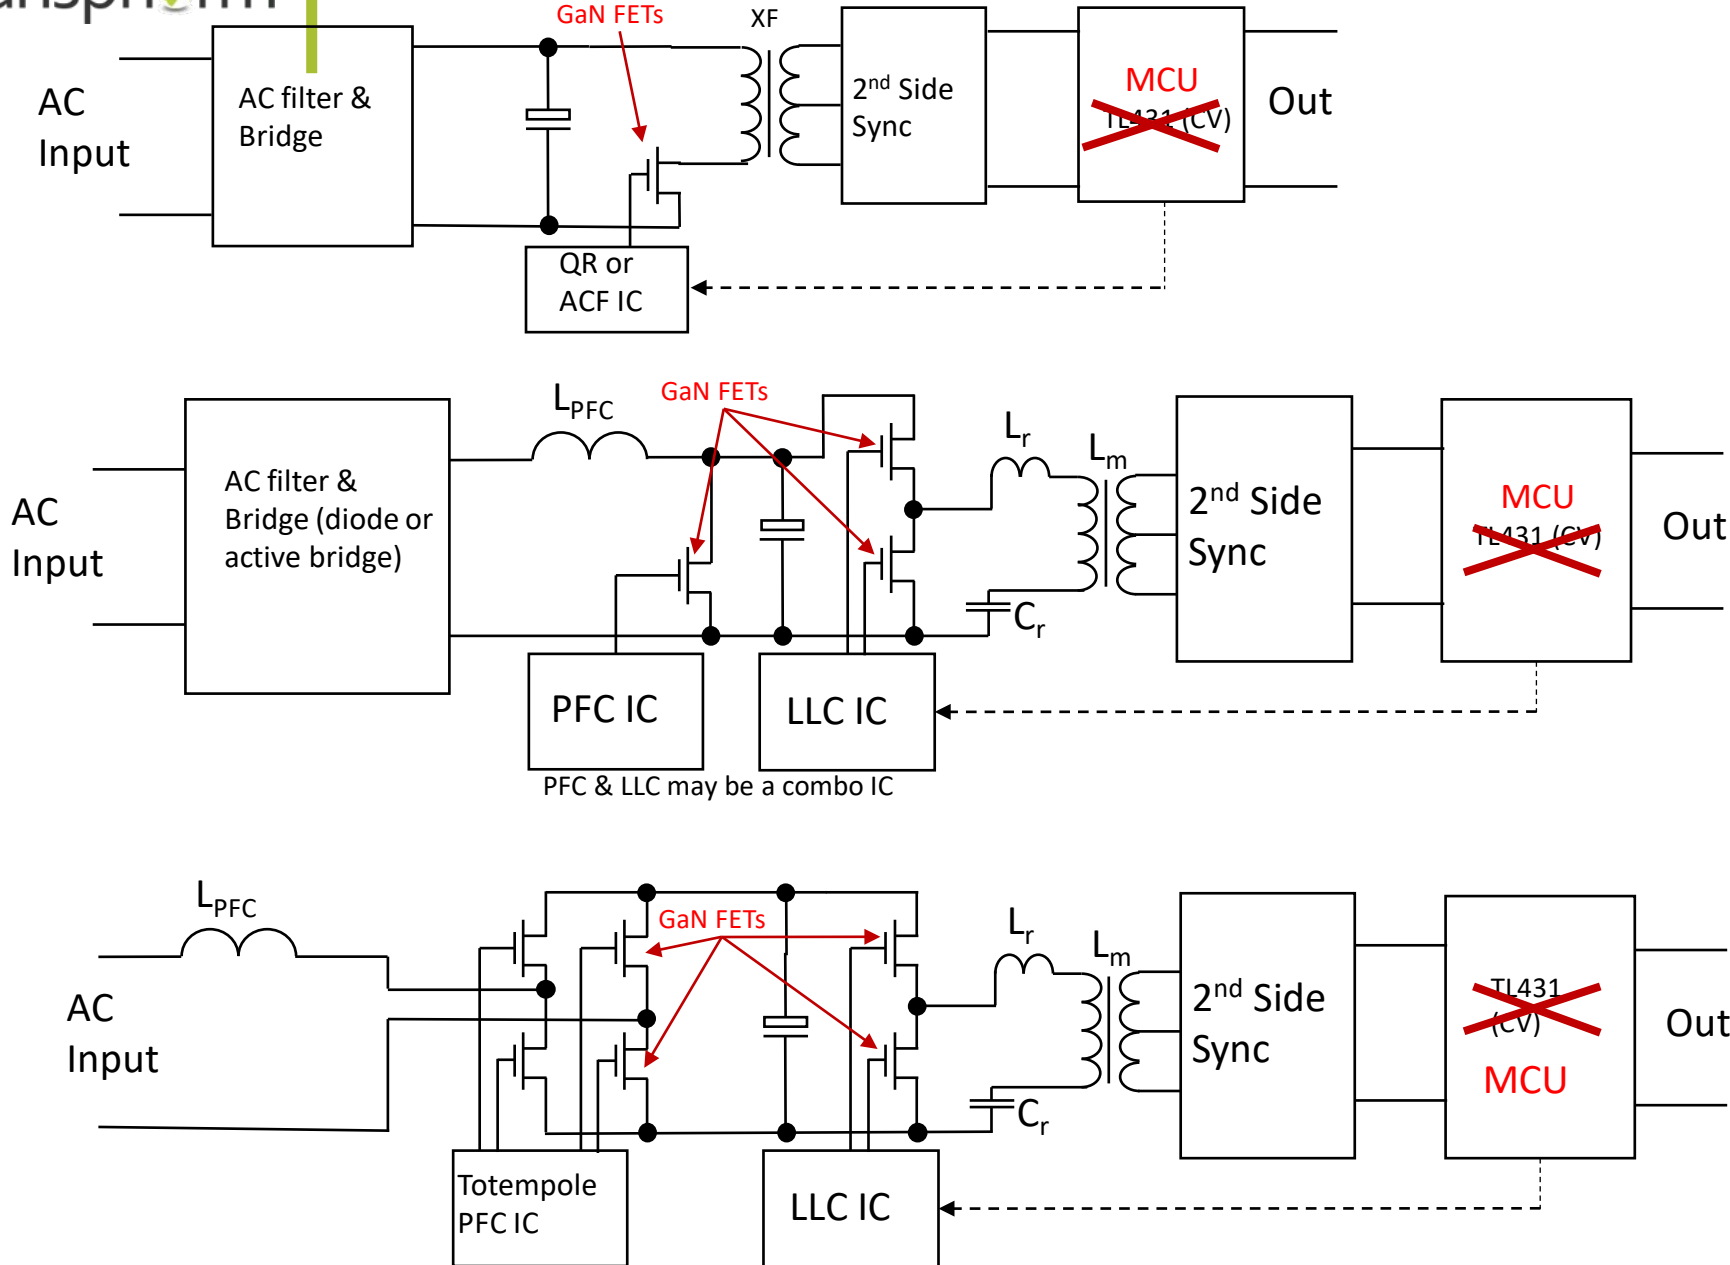 GaN FETs
XF
AC
Input
AC filter &
Bridge
2nd Side
Sync
MCU
TL431 (CV)
Out
QR or
ACF IC
LPFC
GaN FETs
Lr
Lm
AC
Input
AC filter &
Bridge (diode or
active bridge)
2nd Side
Sync
MCU
TL431 (CV)
Out
Cr
PFC IC
LLC IC
PFC & LLC may be a combo IC
LPFC
GaN FETs
Lr
Lm
AC
Input
2nd Side
Sync
TL431
(CV)
MCU
Out
Cr
Totempole
PFC IC
LLC IC